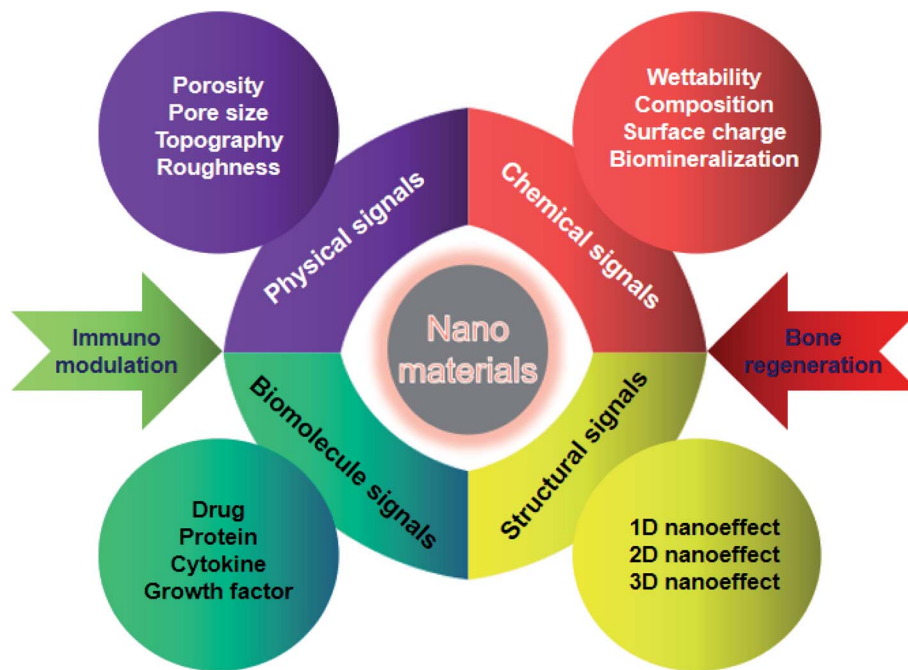 Porosity
Pore size
Topography
Roughness
Wettability
Composition
Surface charge
Biomineralization
Physical signals
Chemical signals
Immuno
modulation
Nano
materials
Bone
regeneration
Biomolecule signals
Structural signals
Drug
Protein
Cytokine
Growth factor
1D nanoeffect
2D nanoeffect
3D nanoeffect